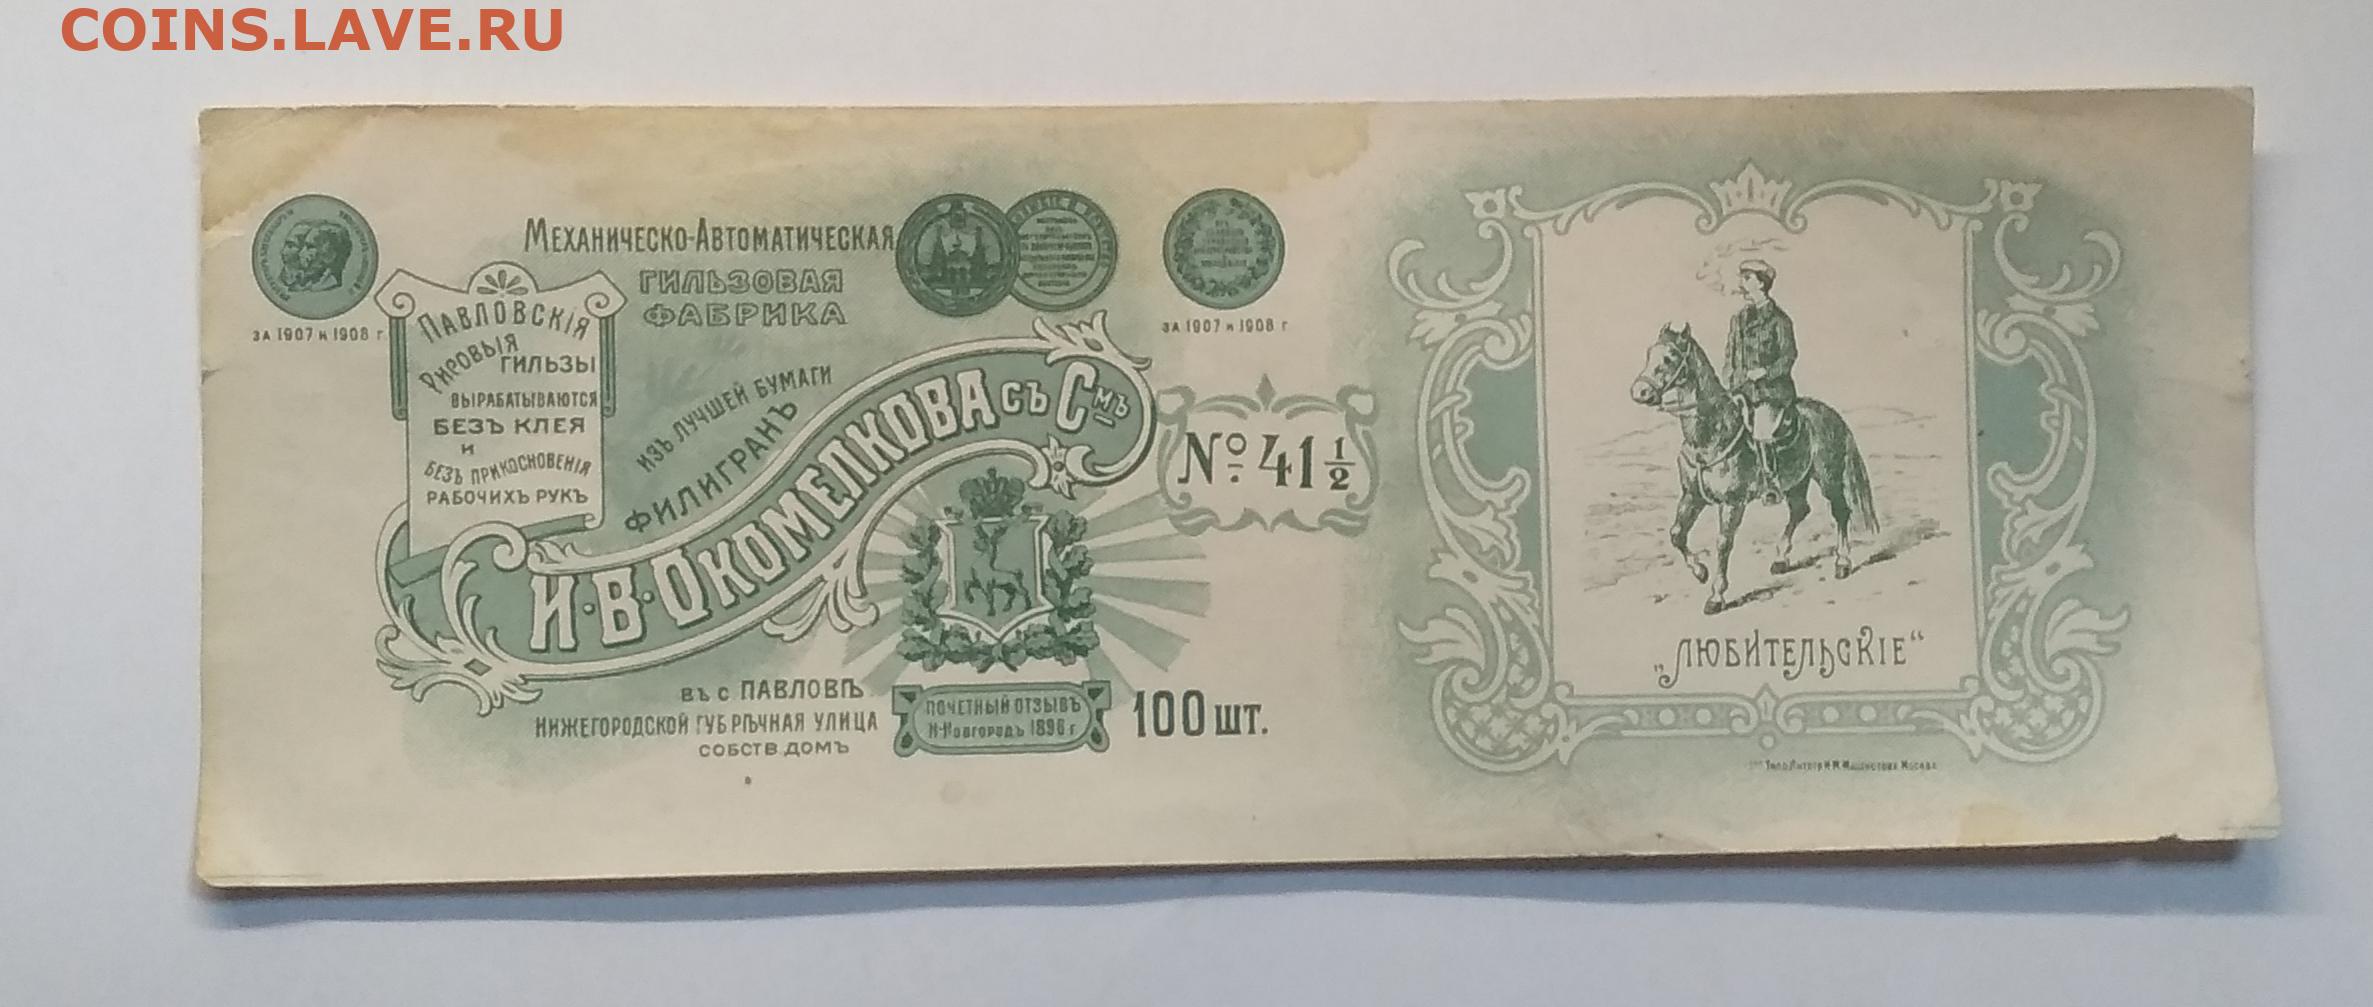 COINS.LAVE.RU
ЗА 1907 и 1908 г.
ПАВЛОВСКІЯ
РИСОВЫЯ
ГИЛЬЗЫ
ВЫРАБАТЫВАЮТСЯ
БЕЗЪ КЛЕЯ
И
БЕЗЪ ПРИКОСНОВЕНІЯ
РАБОЧИХЪ РУКЪ
МЕХАНИЧЕСКО-АВТОМАТИЧЕСКАЯ
ГИЛЬЗОВАЯ
ФАБРИКА
ИЗЪ ЛУЧШЕЙ БУМАГИ
ФИЛИГРАНЪ
И·В·ОКОМЕЛКОВА СЪ СМЪ
ВЪ С ПАВЛОВѢ
НИЖЕГОРОДСКОЙ ГУБ РѢЧНАЯ УЛИЦА
СОБСТВ ДОМЪ
ПОЧЕТНЫЙ ОТЗЫВЪ
Н-Новгородъ 1896 г
ЗА 1907 и 1908 г
№ 41 1/2
100 ШТ.
„ЛЮБИТЕЛЬСКІЕ“
Москва